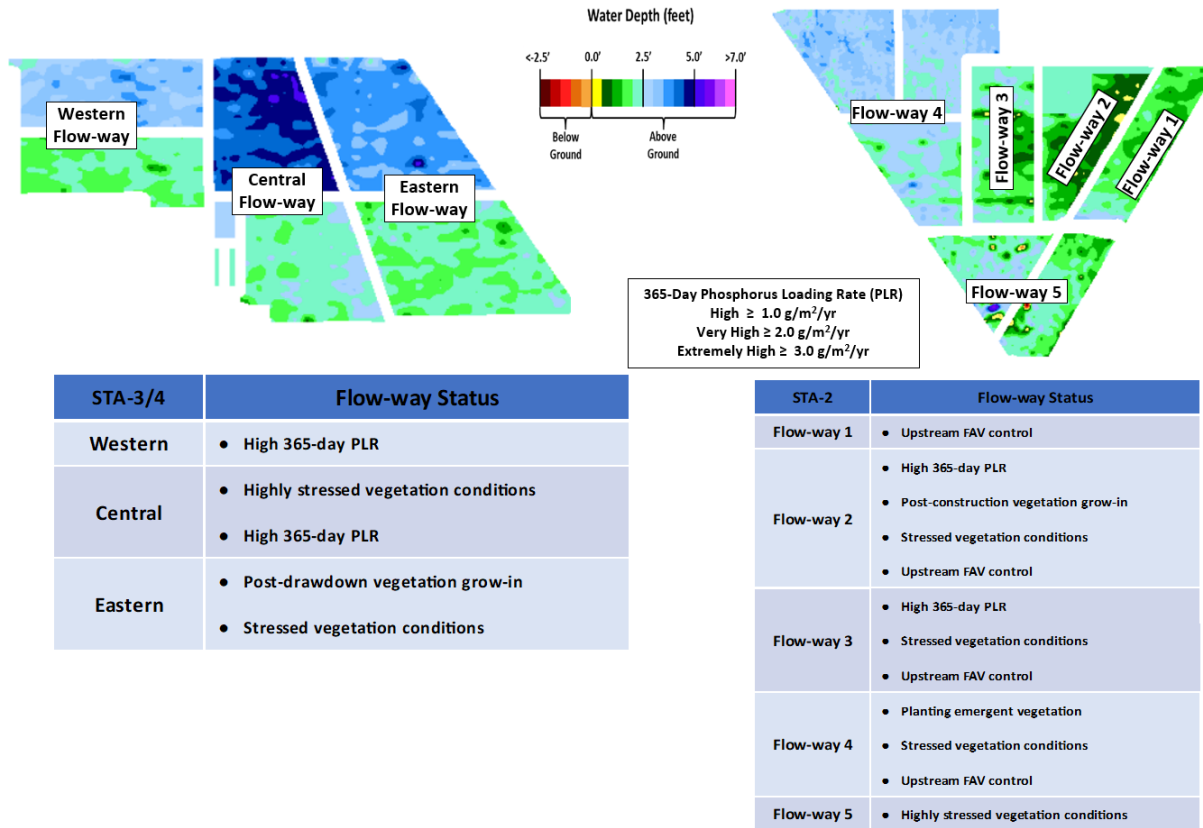 Water Depth (feet)
<-2.5' 0.0' 2.5' 5.0' >7.0'
Below
Ground
Above
Ground
Western
Flow-way
Central
Flow-way
Eastern
Flow-way
Flow-way 4
Flow-way 3
Flow-way 2
Flow-way 1
Flow-way 5
365-Day Phosphorus Loading Rate (PLR)
High ≥ 1.0 g/m²/yr
Very High ≥ 2.0 g/m²/yr
Extremely High ≥ 3.0 g/m²/yr
STA-3/4 Flow-way Status
Western
● High 365-day PLR
Central
● Highly stressed vegetation conditions
● High 365-day PLR
Eastern
● Post-drawdown vegetation grow-in
● Stressed vegetation conditions
STA-2 Flow-way Status
Flow-way 1
● Upstream FAV control
Flow-way 2
● High 365-day PLR
● Post-construction vegetation grow-in
● Stressed vegetation conditions
● Upstream FAV control
Flow-way 3
● High 365-day PLR
● Stressed vegetation conditions
● Upstream FAV control
Flow-way 4
● Planting emergent vegetation
● Stressed vegetation conditions
● Upstream FAV control
Flow-way 5
● Highly stressed vegetation conditions